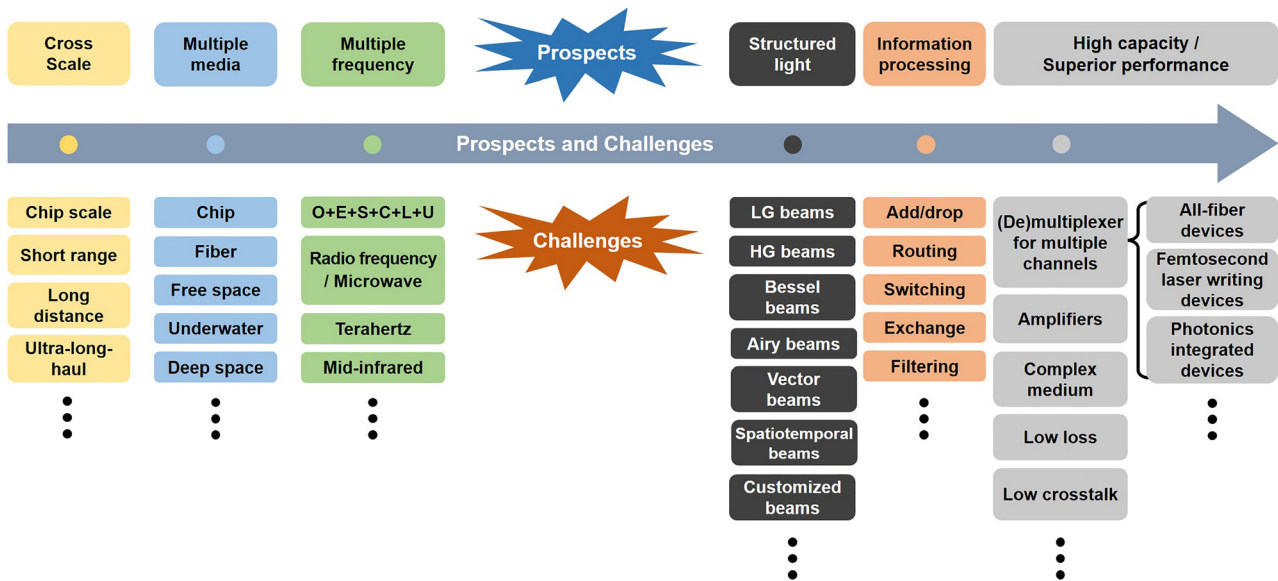 Cross
Scale
Multiple
media
Multiple
frequency
Prospects
Structured
light
Information
processing
High capacity /
Superior performance
Prospects and Challenges
Chip scale
Short range
Long
distance
Ultra-long-
haul
Chip
Fiber
Free space
Underwater
Deep space
O+E+S+C+L+U
Radio frequency
/ Microwave
Terahertz
Mid-infrared
Challenges
LG beams
HG beams
Bessel
beams
Airy beams
Vector
beams
Spatiotemporal
beams
Customized
beams
Add/drop
Routing
Switching
Exchange
Filtering
(De)multiplexer
for multiple
channels
Amplifiers
Complex
medium
Low loss
Low crosstalk
All-fiber
devices
Femtosecond
laser writing
devices
Photonics
integrated
devices